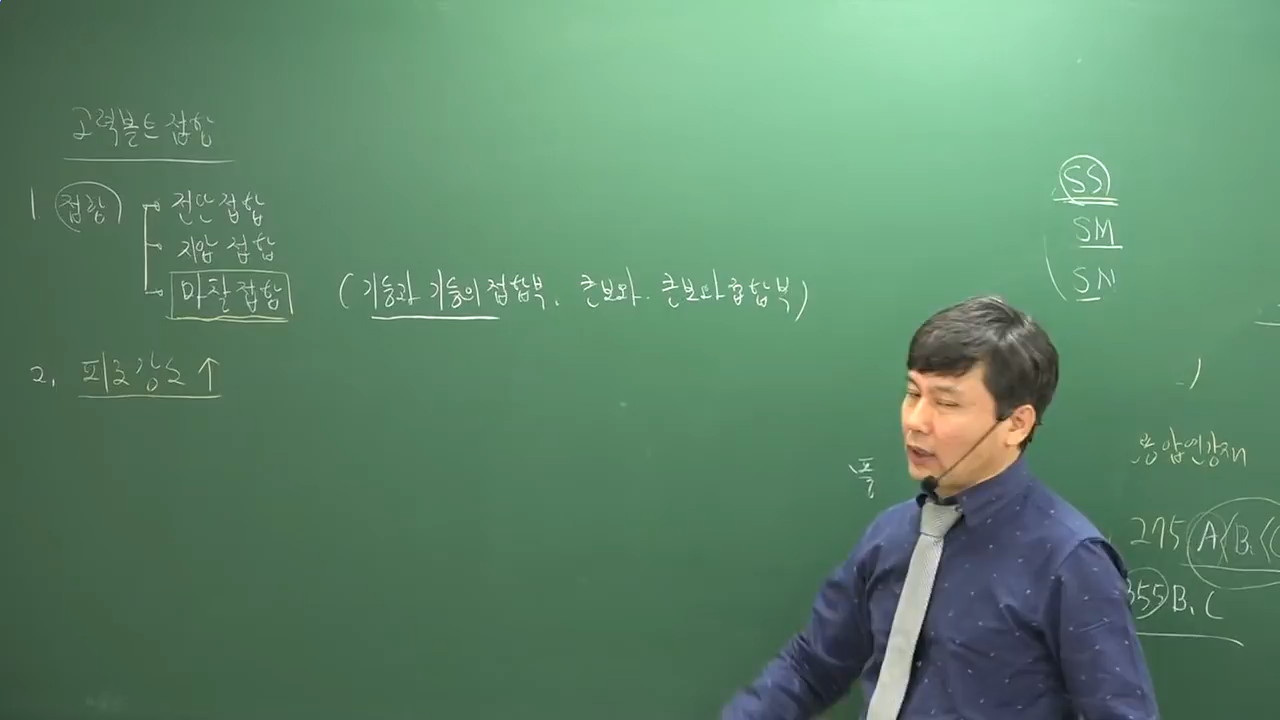 고력볼트 접합
1 접합
전단 접합
지압 접합
마찰 접합 (기둥과 기둥의 접합부, 큰보와 큰보와 접합부)
2. 피로강도 ↑
SS
SM
SN
용 압연강재
275 A < B, < C
355 B, C